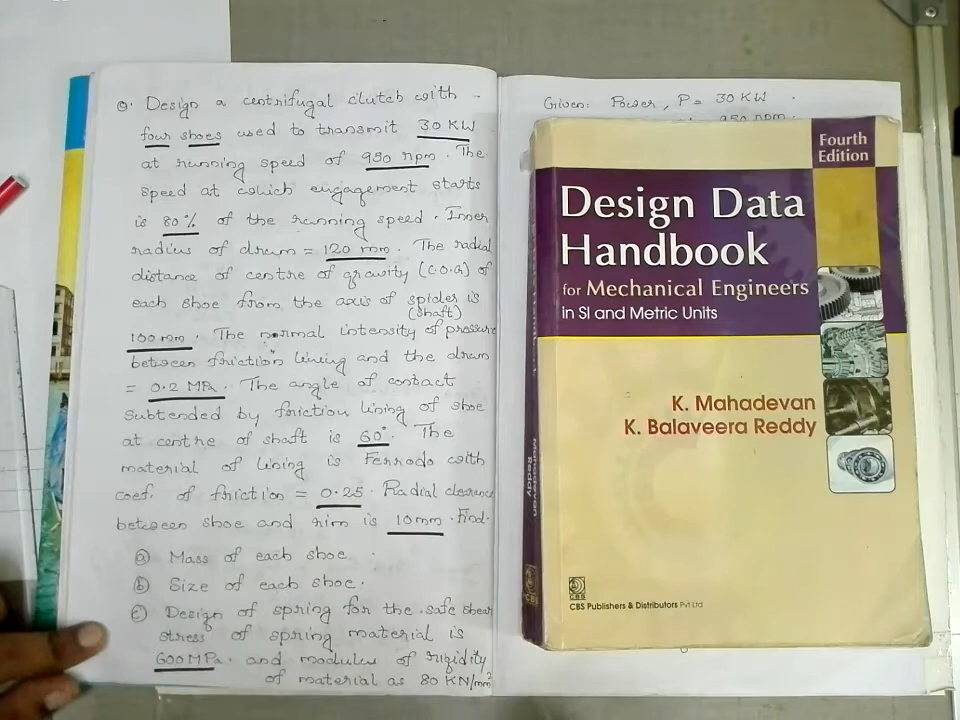 Q. Design a centrifugal clutch with
four shoes used to transmit 30 KW
at running speed of 950 rpm. The
speed at which engagement starts
is 80% of the running speed. Inner
radius of drum = 120 mm. The radial
distance of centre of gravity (C.O.G) of
each shoe from the axis of spider is
(shaft)
100 mm. The normal intensity of pressure
between friction lining and the drum
= 0.2 MPa. The angle of contact
subtended by friction lining of shoe
at centre of shaft is 60°. The
material of lining is Ferrodo with
coef. of friction = 0.25. Radial clearance
between shoe and rim is 10mm. Find.
(a) Mass of each shoe.
(b) Size of each shoe.
(c) Design of spring for the safe shear
stress of spring material is
600 MPa. and modulus of rigidity
of material as 80 KN/mm²
Given: Power, P = 30 KW.
950 rpm.
Fourth
Edition
Design Data
Handbook
for Mechanical Engineers
in SI and Metric Units
K. Mahadevan
K. Balaveera Reddy
CBS
CBS Publishers & Distributors Pvt Ltd
Mahadevan
Reddy
CBS